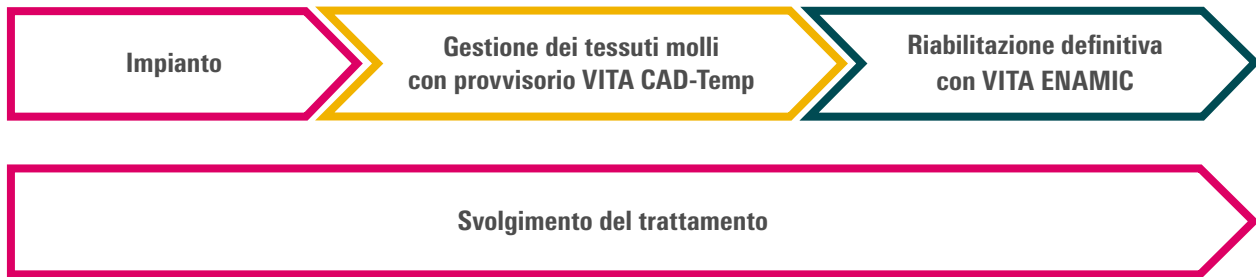 Impianto
Gestione dei tessuti molli
con provvisorio VITA CAD-Temp
Riabilitazione definitiva
con VITA ENAMIC
Svolgimento del trattamento